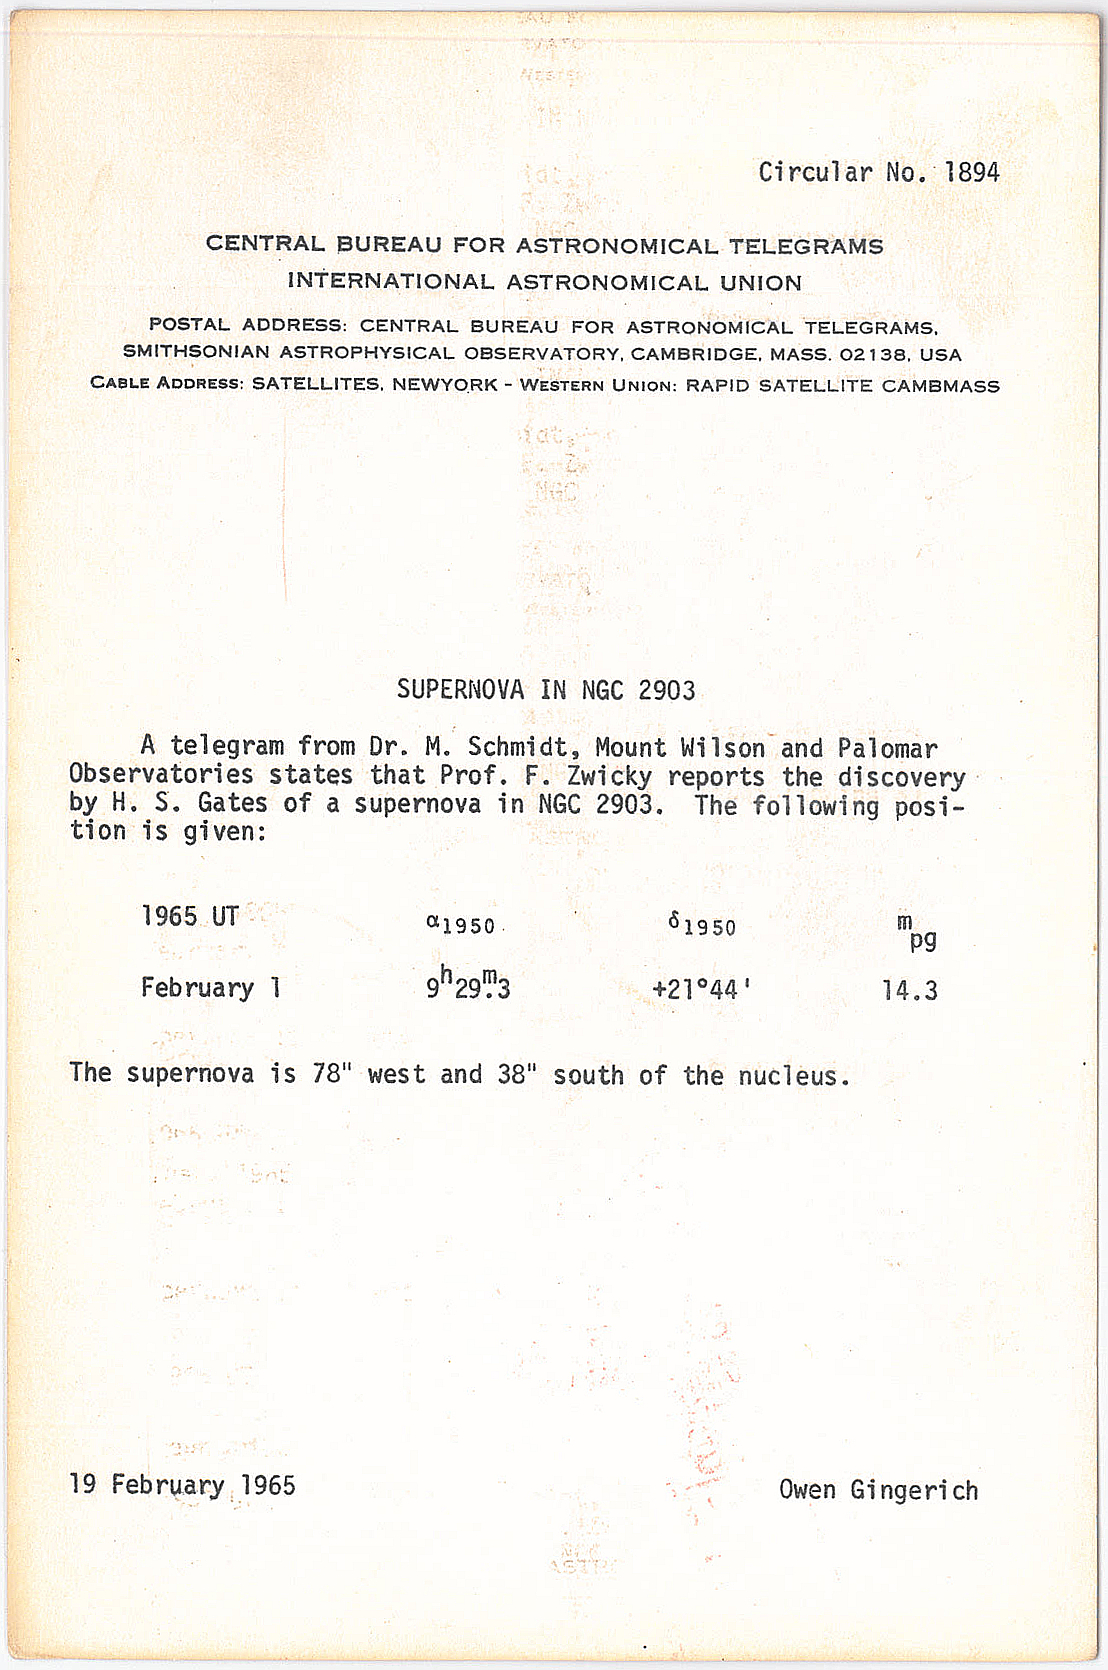 Circular No. 1894
CENTRAL BUREAU FOR ASTRONOMICAL TELEGRAMS
INTERNATIONAL ASTRONOMICAL UNION
POSTAL ADDRESS: CENTRAL BUREAU FOR ASTRONOMICAL TELEGRAMS,
SMITHSONIAN ASTROPHYSICAL OBSERVATORY, CAMBRIDGE, MASS. 02138, USA
CABLE ADDRESS: SATELLITES, NEWYORK - WESTERN UNION: RAPID SATELLITE CAMBMASS
SUPERNOVA IN NGC 2903
A telegram from Dr. M. Schmidt, Mount Wilson and Palomar
Observatories states that Prof. F. Zwicky reports the discovery
by H. S. Gates of a supernova in NGC 2903. The following posi-
tion is given:
1965 UT α1950 δ1950 mpg
February 1 9h29m.3 +21°44' 14.3
The supernova is 78" west and 38" south of the nucleus.
19 February 1965 Owen Gingerich